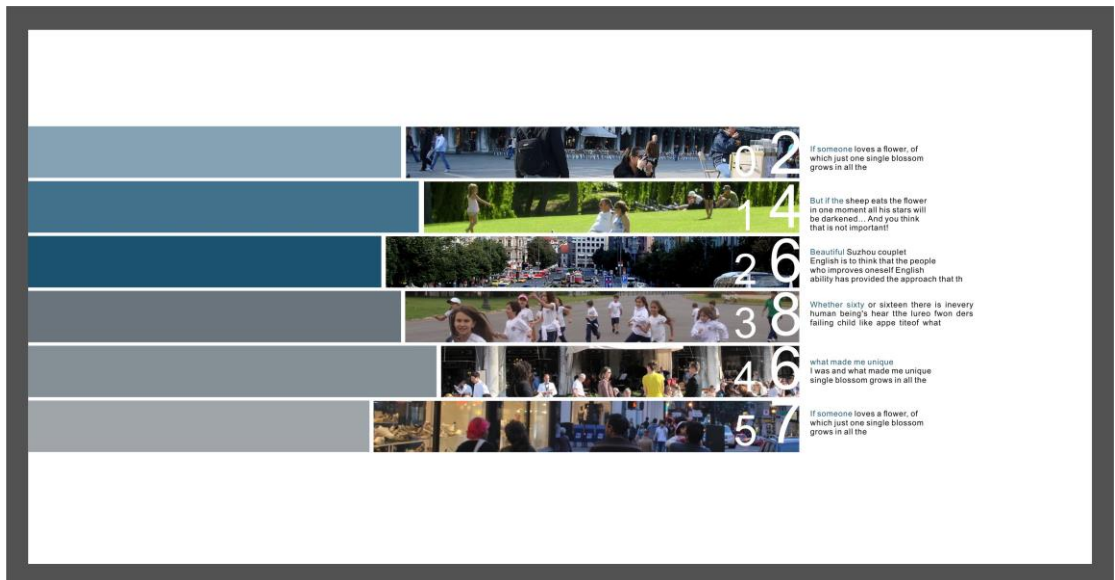 02
If someone loves a flower, of
which just one single blossom
grows in all the
14
But if the sheep eats the flower
in one moment all his stars will
be darkened... And you think
that is not important!
26
Beautiful Suzhou couplet
English is to think that the people
who improves oneself English
ability has provided the approach that th
38
Whether sixty or sixteen there is inevery
human being's hear tthe lureo fwon ders
failing child like appe titeof what
46
what made me unique
I was and what made me unique
single blossom grows in all the
57
If someone loves a flower, of
which just one single blossom
grows in all the